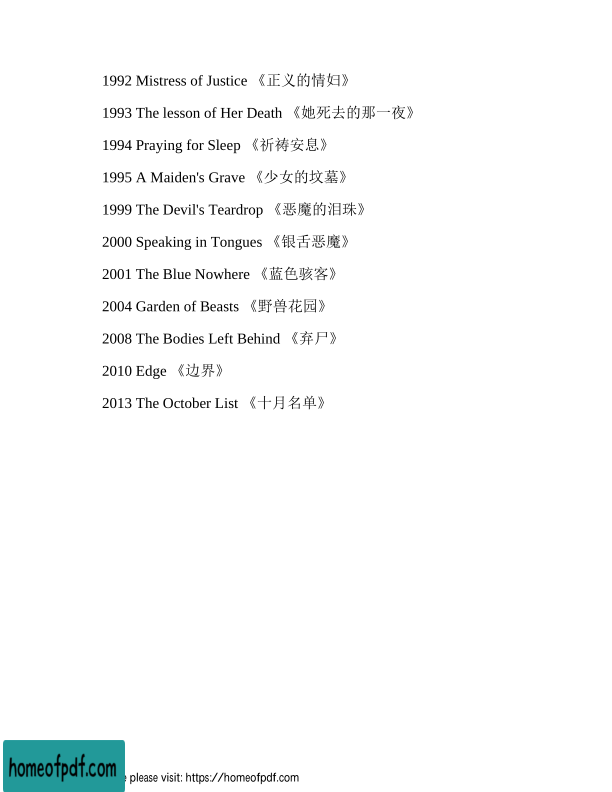 1992 Mistress of Justice 《正义的情妇》
1993 The lesson of Her Death 《她死去的那一夜》
1994 Praying for Sleep 《祈祷安息》
1995 A Maiden's Grave 《少女的坟墓》
1999 The Devil's Teardrop 《恶魔的泪珠》
2000 Speaking in Tongues 《银舌恶魔》
2001 The Blue Nowhere 《蓝色骇客》
2004 Garden of Beasts 《野兽花园》
2008 The Bodies Left Behind 《弃尸》
2010 Edge 《边界》
2013 The October List 《十月名单》
homeofpdf.com
please visit: https://homeofpdf.com